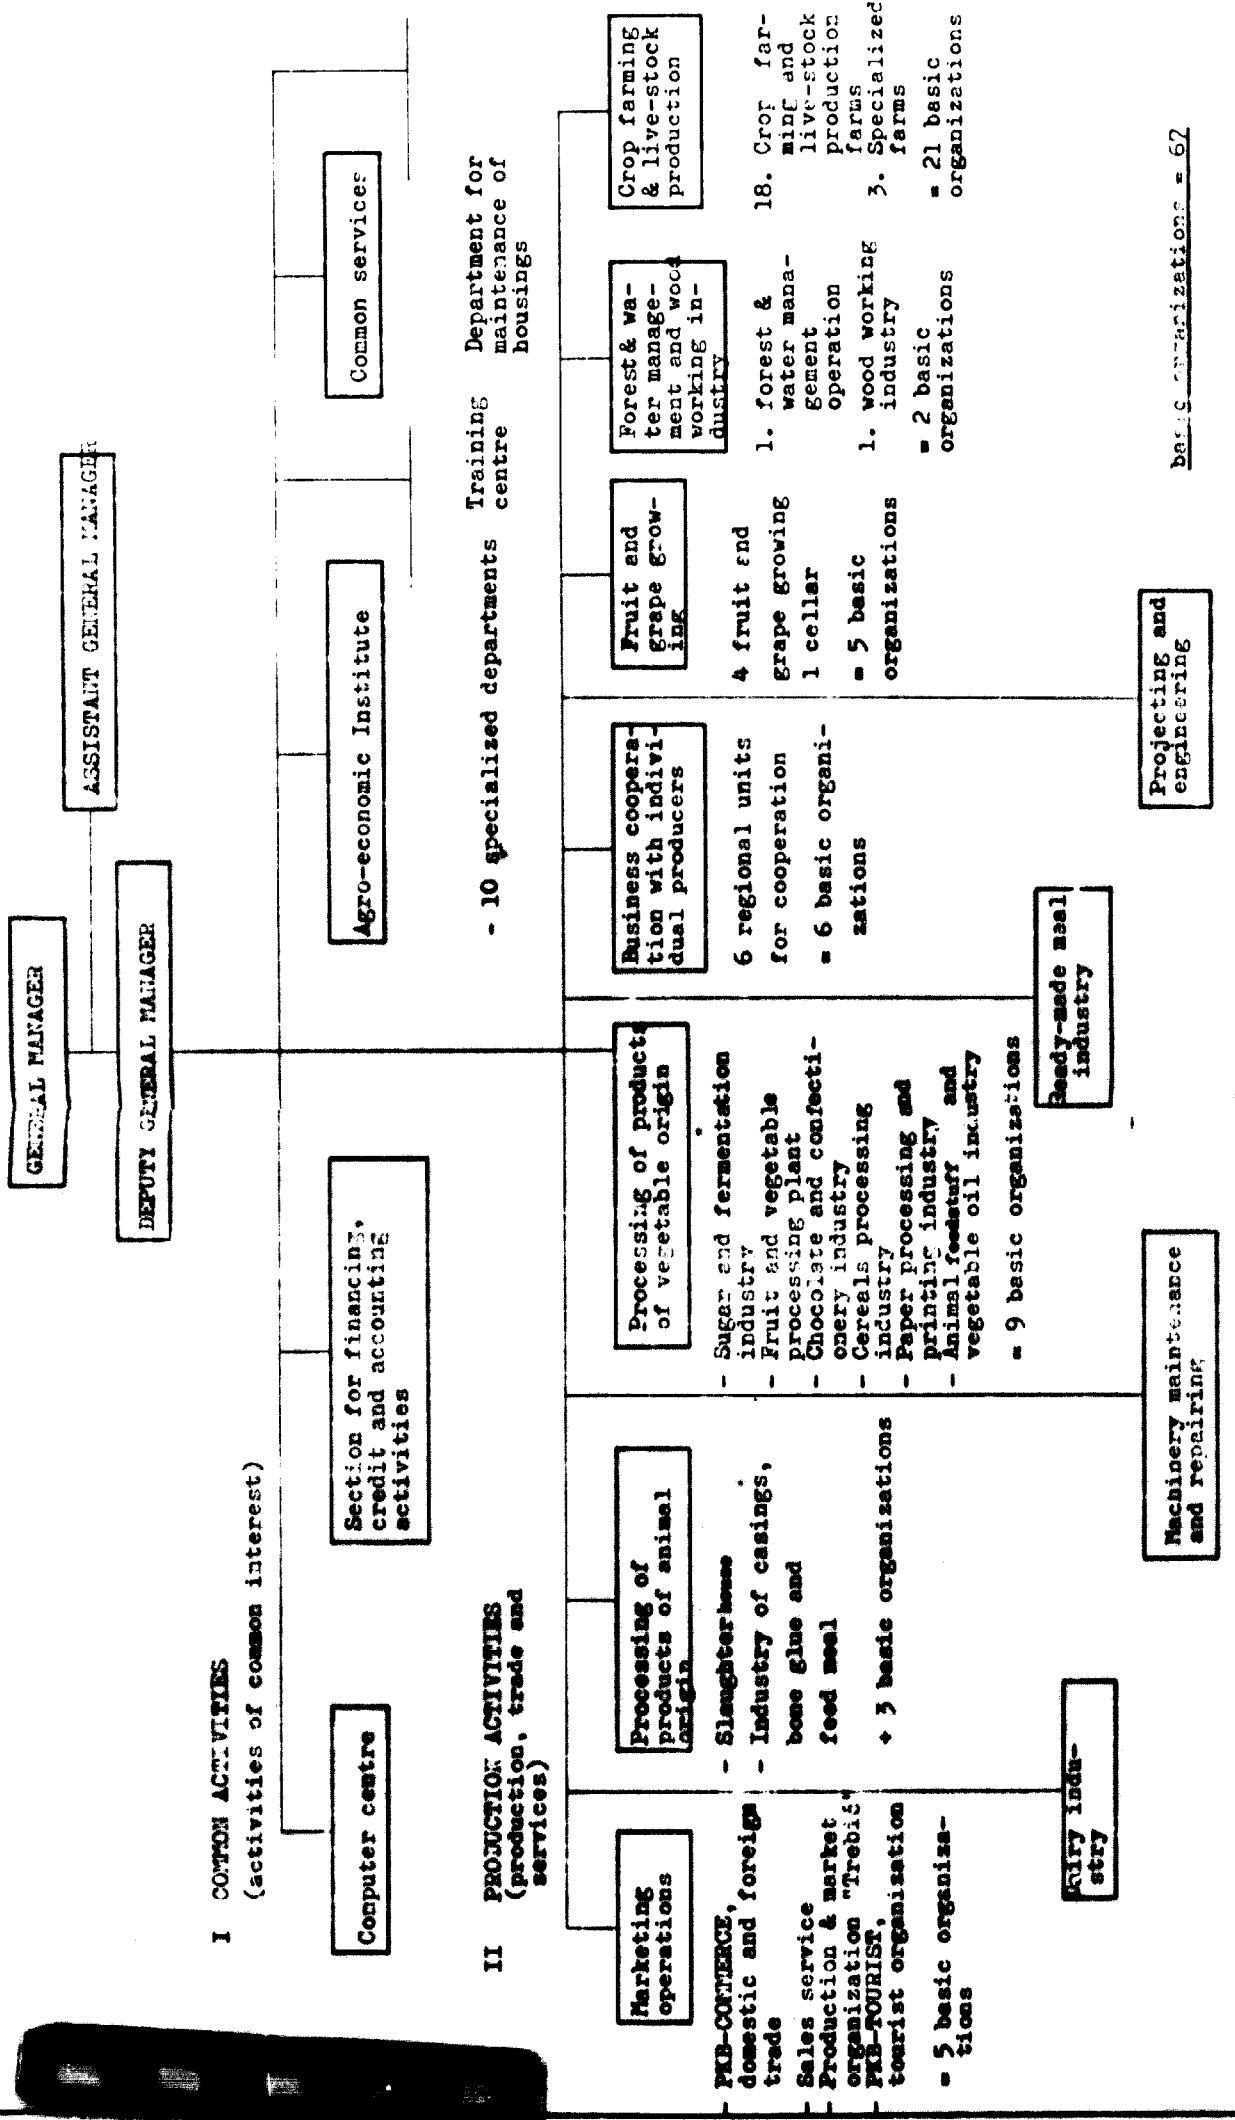 GENERAL MANAGER
ASSISTANT GENERAL MANAGER
DEPUTY GENERAL MANAGER
I COMMON ACTIVITIES
(activities of common interest)
Computer centre
Section for financing,
credit and accounting
activities
Agro-economic Institute
- 10 specialized departments
Training
centre
Common services
Department for
maintenance of
housings
II PRODUCTION ACTIVITIES
(production, trade and
services)
Marketing
operations
- PKB-COMMERCE,
domestic and foreign
trade
- Sales service
- Production & market
organization "Trebiš"
- PKB-TOURIST,
tourist organization
= 5 basic organiza-
tions
Dairy indu-
stry
Processing of
products of animal
origin
- Slaughterhouse
- Industry of casings,
bone glue and
feed meal
+ 3 basic organizations
Machinery maintenance
and repairing
Processing of products
of vegetable origin
- Sugar and fermentation
industry
- Fruit and vegetable
processing plant
- Chocolate and confecti-
onery industry
- Cereals processing
industry
- Paper processing and
printing industry
- Animal feedstuff and
vegetable oil industry
= 9 basic organizations
Ready-made meal
industry
Business coopera-
tion with indivi-
dual producers
6 regional units
for cooperation
= 6 basic organi-
zations
Projecting and
engineering
Fruit and
grape grow-
ing
4 fruit and
grape growing
1 cellar
= 5 basic
organizations
Forest & wa-
ter manage-
ment and wood
working in-
dustry
1. forest &
water mana-
gement
operation
1. wood working
industry
= 2 basic
organizations
Crop farming
& live-stock
production
18. Crop far-
ming and
live-stock
production
farms
3. Specialized
farms
= 21 basic
organizations
basic organizations = 67